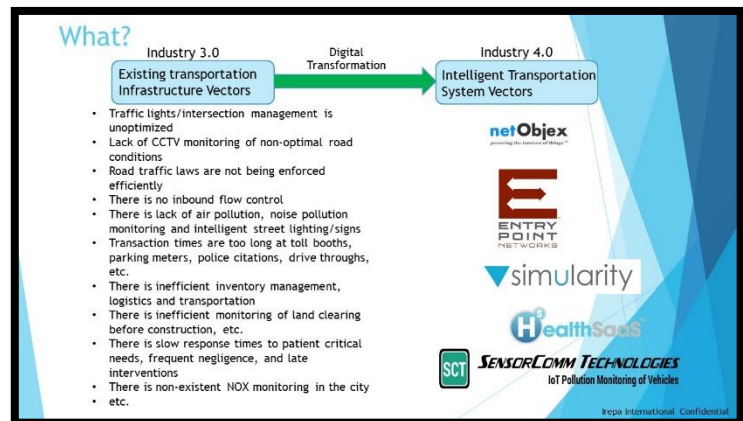 What?
Industry 3.0
Digital
Transformation
Industry 4.0
Existing transportation
Infrastructure Vectors
Intelligent Transportation
System Vectors
• Traffic lights/intersection management is
unoptimized
• Lack of CCTV monitoring of non-optimal road
conditions
• Road traffic laws are not being enforced
efficiently
• There is no inbound flow control
• There is lack of air pollution, noise pollution
monitoring and intelligent street lighting/signs
• Transaction times are too long at toll booths,
parking meters, police citations, drive throughs,
etc.
• There is inefficient inventory management,
logistics and transportation
• There is inefficient monitoring of land clearing
before construction, etc.
• There is slow response times to patient critical
needs, frequent negligence, and late
interventions
• There is non-existent NOX monitoring in the city
• etc.
netObjex
powering the internet of things™
ENTRY
POINT
NETWORKS
simularity
HealthSaaS
SCT SENSORCOMM TECHNOLOGIES
IoT Pollution Monitoring of Vehicles
Irepa International Confidential